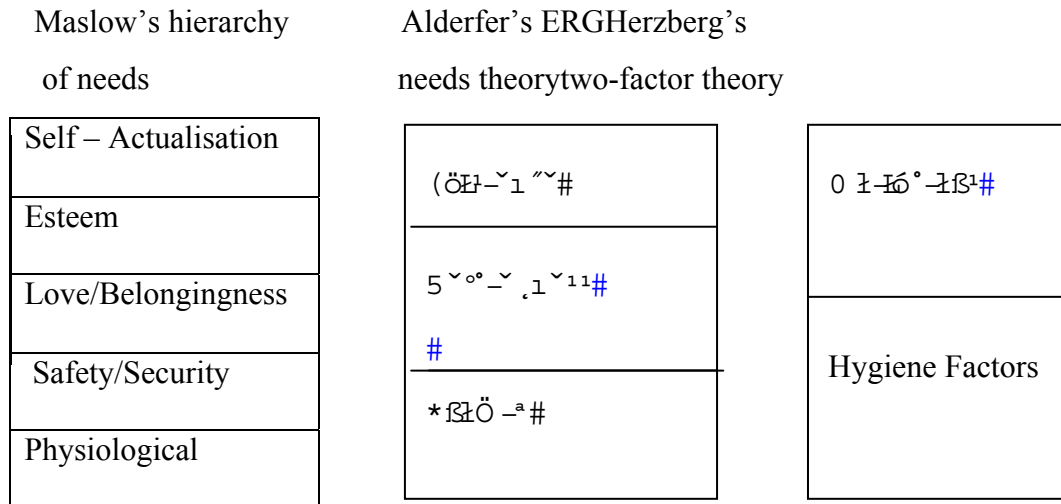 Maslow's hierarchy
of needs
Alderfer's ERGHerzberg's
needs theorytwo-factor theory
Self – Actualisation
Esteem
Love/Belongingness
Safety/Security
Physiological
Hygiene Factors